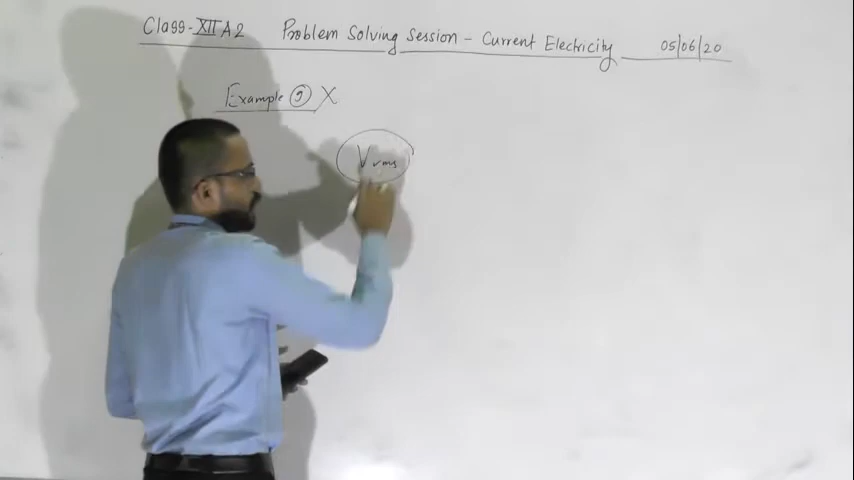 Class-XII A2 Problem Solving Session - Current Electricity 05/06/20
Example 9 X
Vrms